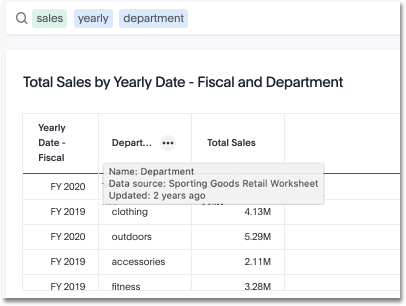 sales yearly department
Total Sales by Yearly Date - Fiscal and Department
Yearly
Date -
Fiscal
Depart... •••
Total Sales
Name: Department
Data source: Sporting Goods Retail Worksheet
Updated: 2 years ago
FY 2020
FY 2019 clothing 4.13M
FY 2020 outdoors 5.29M
FY 2019 accessories 2.11M
FY 2019 fitness 3.28M